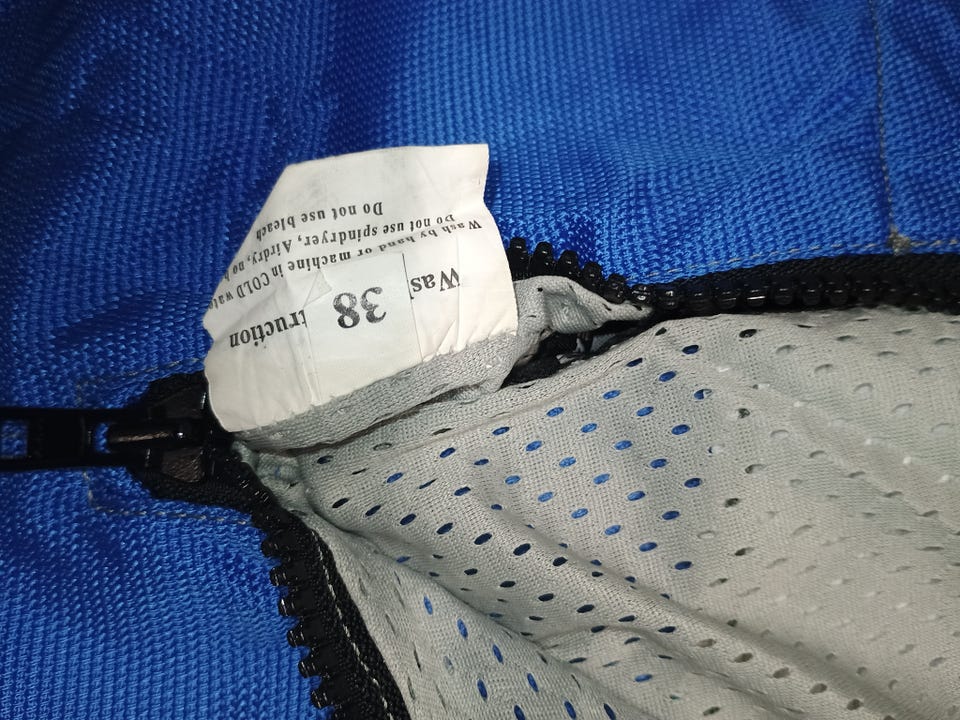 Was
truction
38
Wash by hand or machine in COLD wate
Do not use spindryer, Airdry, no h
Do not use bleach